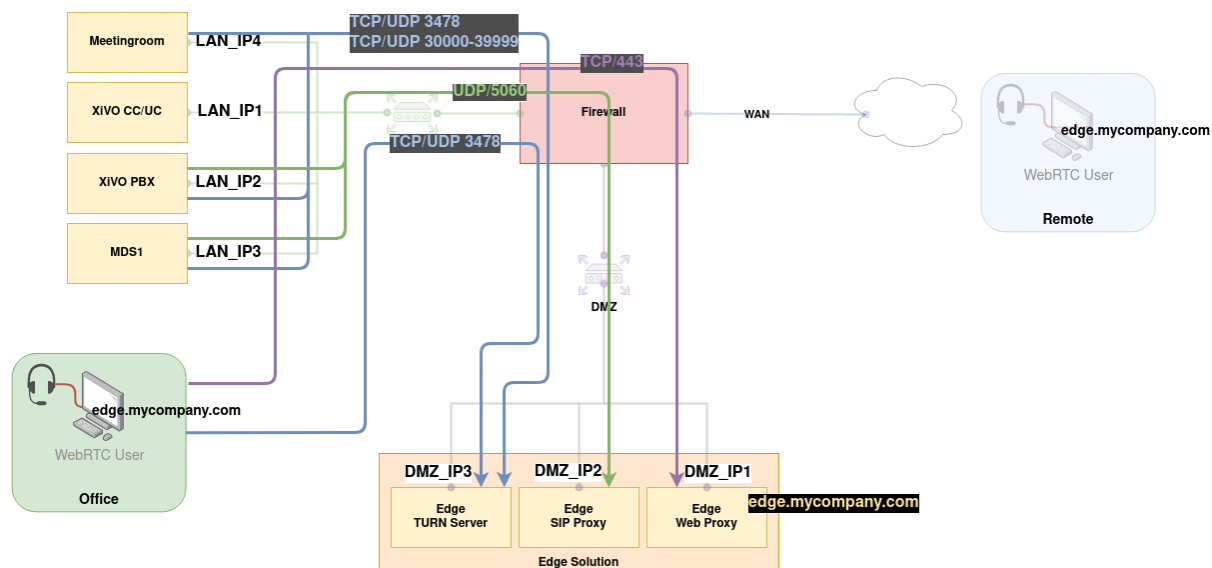 TCP/UDP 3478
TCP/UDP 30000-39999
Meetingroom
LAN_IP4
TCP/443
UDP/5060
XiVO CC/UC
LAN_IP1
Firewall
WAN
edge.mycompany.com
WebRTC User
Remote
TCP/UDP 3478
XiVO PBX
LAN_IP2
MDS1
LAN_IP3
DMZ
edge.mycompany.com
WebRTC User
Office
DMZ_IP3
DMZ_IP2
DMZ_IP1
edge.mycompany.com
Edge
TURN Server
Edge
SIP Proxy
Edge
Web Proxy
Edge Solution